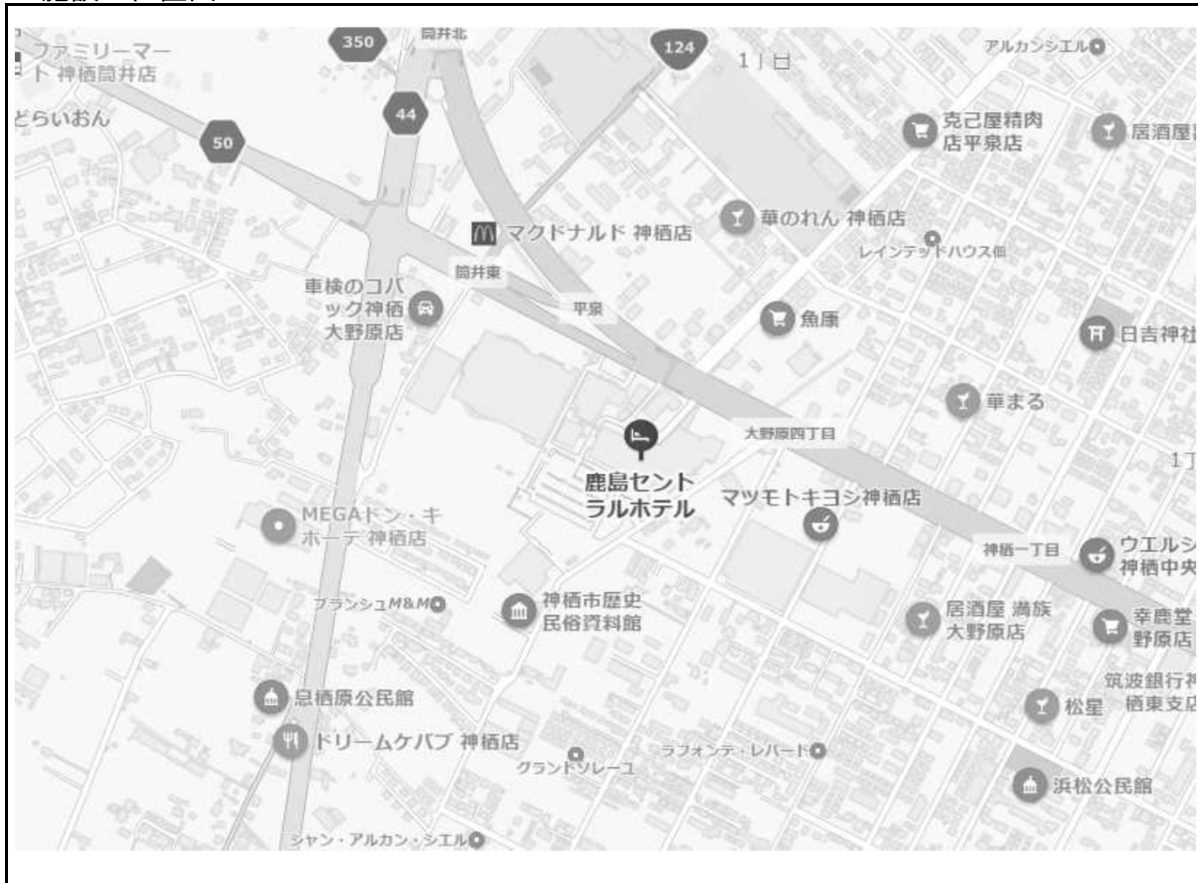 350
筒井北
124
1丁目
アルカンシエル
ファミリーマー
ト 神栖筒井店
どらいおん
50
44
克己屋精肉
店平泉店
居酒屋
マクドナルド 神栖店
華のれん 神栖店
レインテッドハウス佃
筒井東
車検のコバ
ック神栖
大野原店
平泉
魚康
日吉神社
華まる
大野原四丁目
鹿島セント
ラルホテル
マツモトキヨシ神栖店
MEGAドン・キ
ホーテ 神栖店
神栖一丁目
ウエルシ
神栖中央
ブランシュM&M
神栖市歴史
民俗資料館
居酒屋 満族
大野原店
幸鹿堂
野原店
息栖原公民館
松星
筑波銀行神
栖東支店
ドリームケバブ 神栖店
グランドソレーユ
ラフォンテ・レパード
浜松公民館
シャン・アルカン・シエル